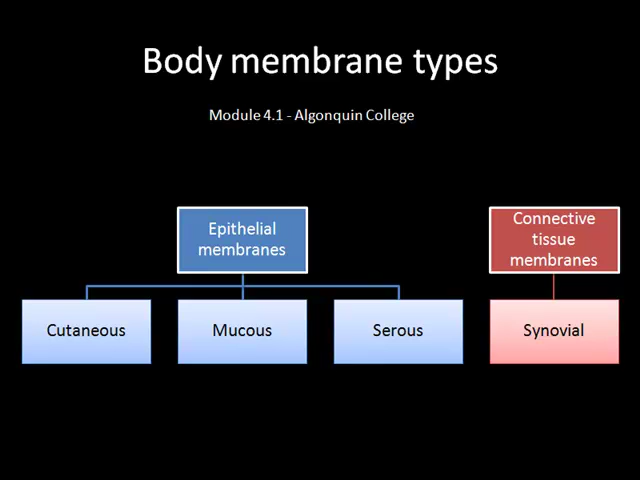 Body membrane types
Module 4.1 - Algonquin College
Epithelial
membranes
Connective
tissue
membranes
Cutaneous
Mucous
Serous
Synovial